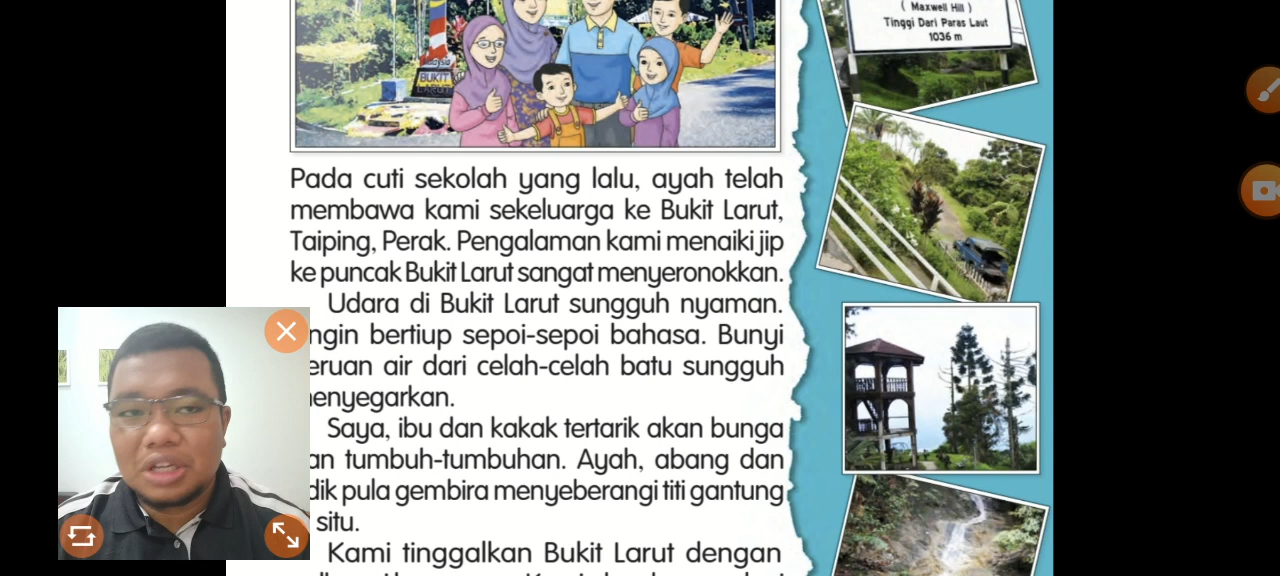 ( Maxwell Hill )
Tinggi Dari Paras Laut
1036 m
BUKIT
LARUT
Pada cuti sekolah yang lalu, ayah telah
membawa kami sekeluarga ke Bukit Larut,
Taiping, Perak. Pengalaman kami menaiki jip
ke puncak Bukit Larut sangat menyeronokkan.
Udara di Bukit Larut sungguh nyaman.
ngin bertiup sepoi-sepoi bahasa. Bunyi
eruan air dari celah-celah batu sungguh
enyegarkan.
Saya, ibu dan kakak tertarik akan bunga
an tumbuh-tumbuhan. Ayah, abang dan
dik pula gembira menyeberangi titi gantung
situ.
Kami tinggalkan Bukit Larut dengan